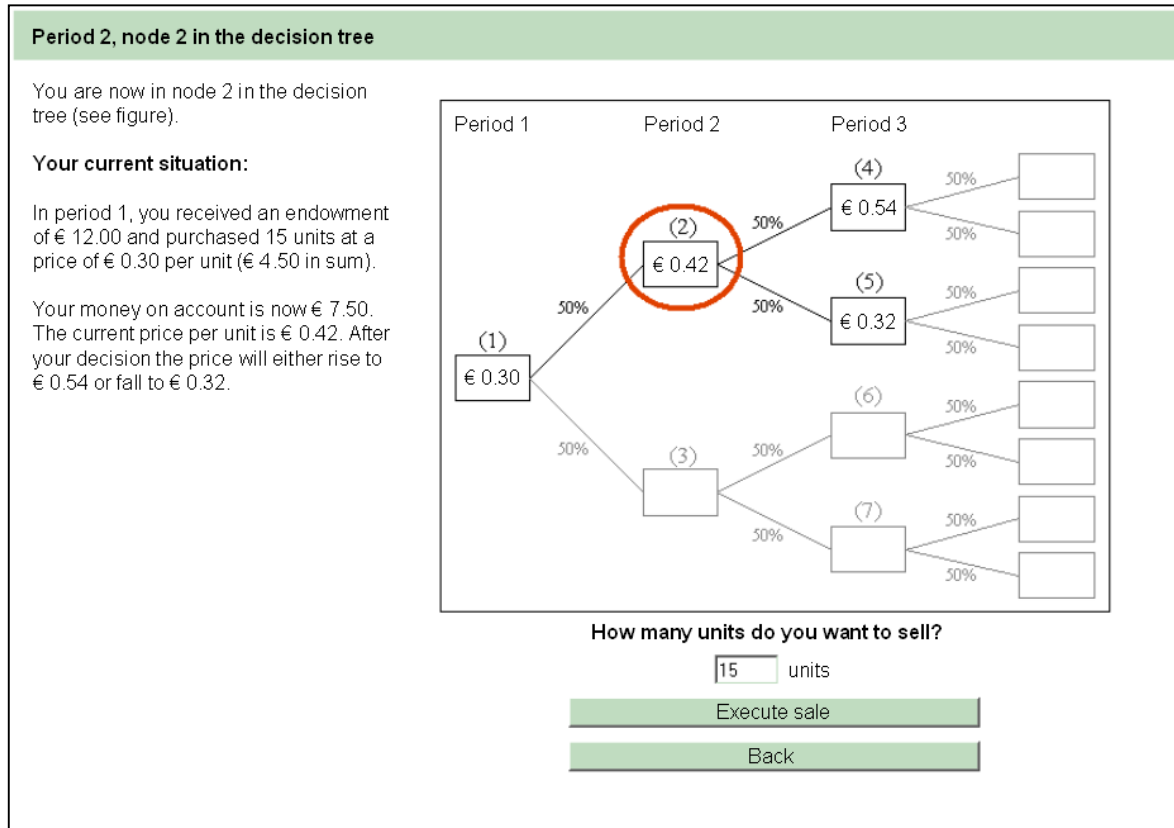 Period 2, node 2 in the decision tree
You are now in node 2 in the decision
tree (see figure).
Your current situation:
In period 1, you received an endowment
of € 12.00 and purchased 15 units at a
price of € 0.30 per unit (€ 4.50 in sum).
Your money on account is now € 7.50.
The current price per unit is € 0.42. After
your decision the price will either rise to
€ 0.54 or fall to € 0.32.
Period 1
Period 2
Period 3
(1)
€ 0.30
50%
50%
(2)
€ 0.42
50%
50%
(3)
50%
50%
(4)
€ 0.54
50%
50%
(5)
€ 0.32
50%
50%
(6)
50%
50%
(7)
50%
50%
How many units do you want to sell?
15 units
Execute sale
Back